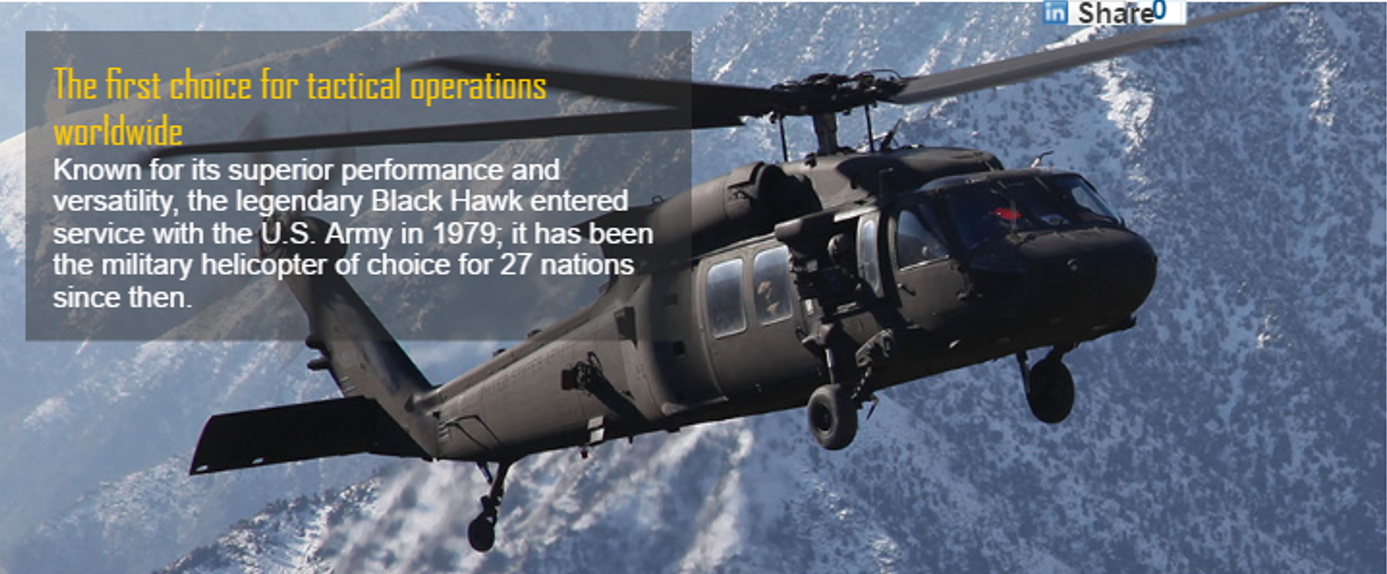 in Share 0
The first choice for tactical operations
worldwide
Known for its superior performance and
versatility, the legendary Black Hawk entered
service with the U.S. Army in 1979; it has been
the military helicopter of choice for 27 nations
since then.